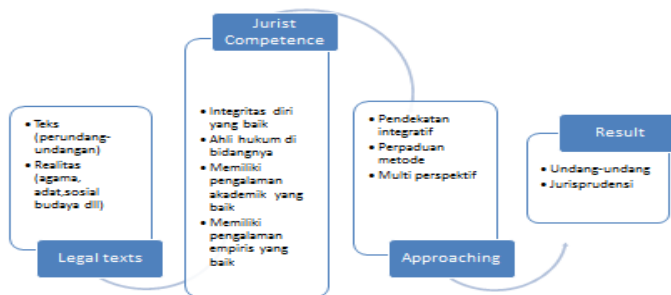 Jurist
Competence
• Teks
(perundang-
undangan)
• Realitas
(agama,
adat,sosial
budaya dll)
Legal texts
• Integritas diri
yang baik
• Ahli hukum di
bidangnya
• Memiliki
pengalaman
akademik yang
baik
• Memiliki
pengalaman
empiris yang
baik
• Pendekatan
integratif
• Perpaduan
metode
• Multi perspektif
Approaching
Result
• Undang-undang
• Jurisprudensi